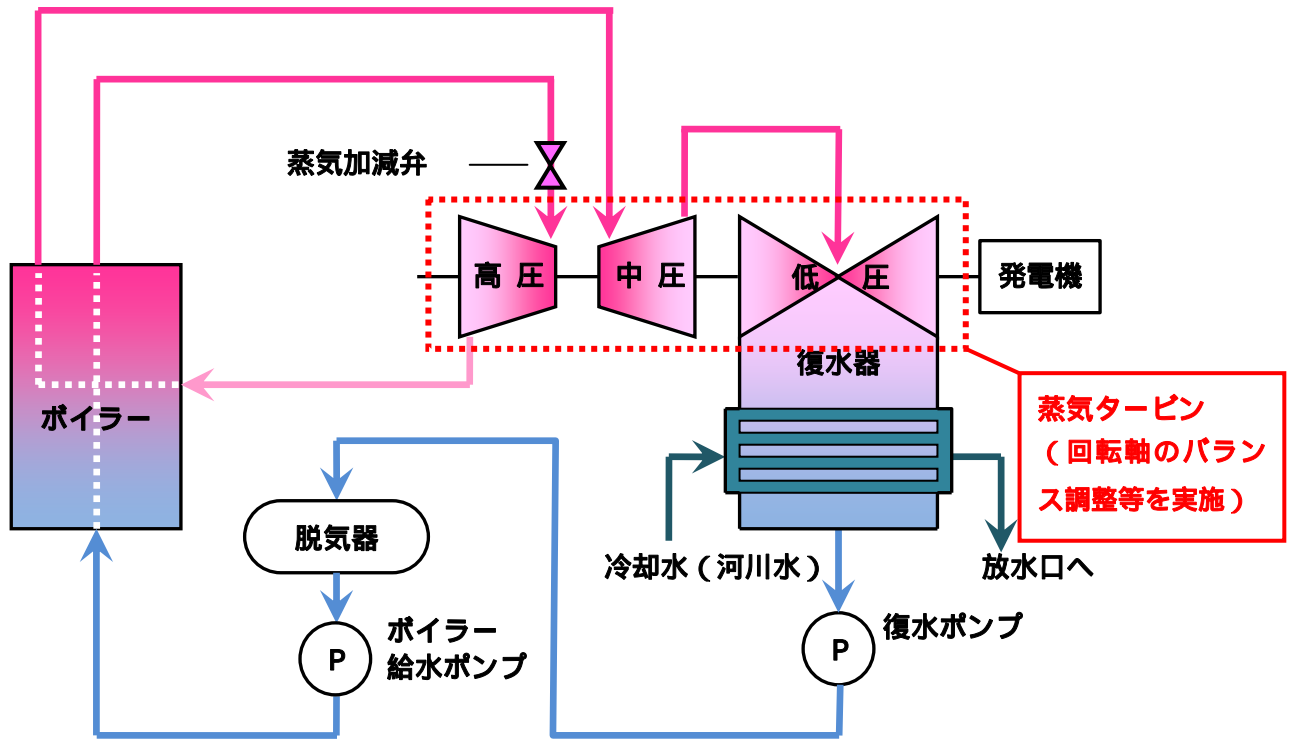 蒸気加減弁
高 圧
中 圧
低 圧
発電機
復水器
ボイラー
蒸気タービン
（回転軸のバラン
ス調整等を実施）
脱気器
冷却水（河川水）
放水口へ
ボイラー
給水ポンプ
P
復水ポンプ
P